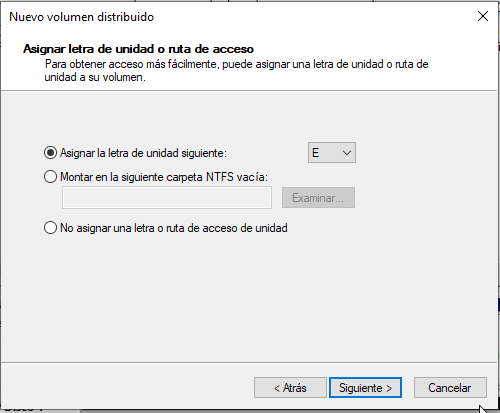 Nuevo volumen distribuido
Asignar letra de unidad o ruta de acceso
Para obtener acceso más fácilmente, puede asignar una letra de unidad o ruta de
unidad a su volumen.
Asignar la letra de unidad siguiente:
E
Montar en la siguiente carpeta NTFS vacía:
Examinar...
No asignar una letra o ruta de acceso de unidad
< Atrás
Siguiente >
Cancelar